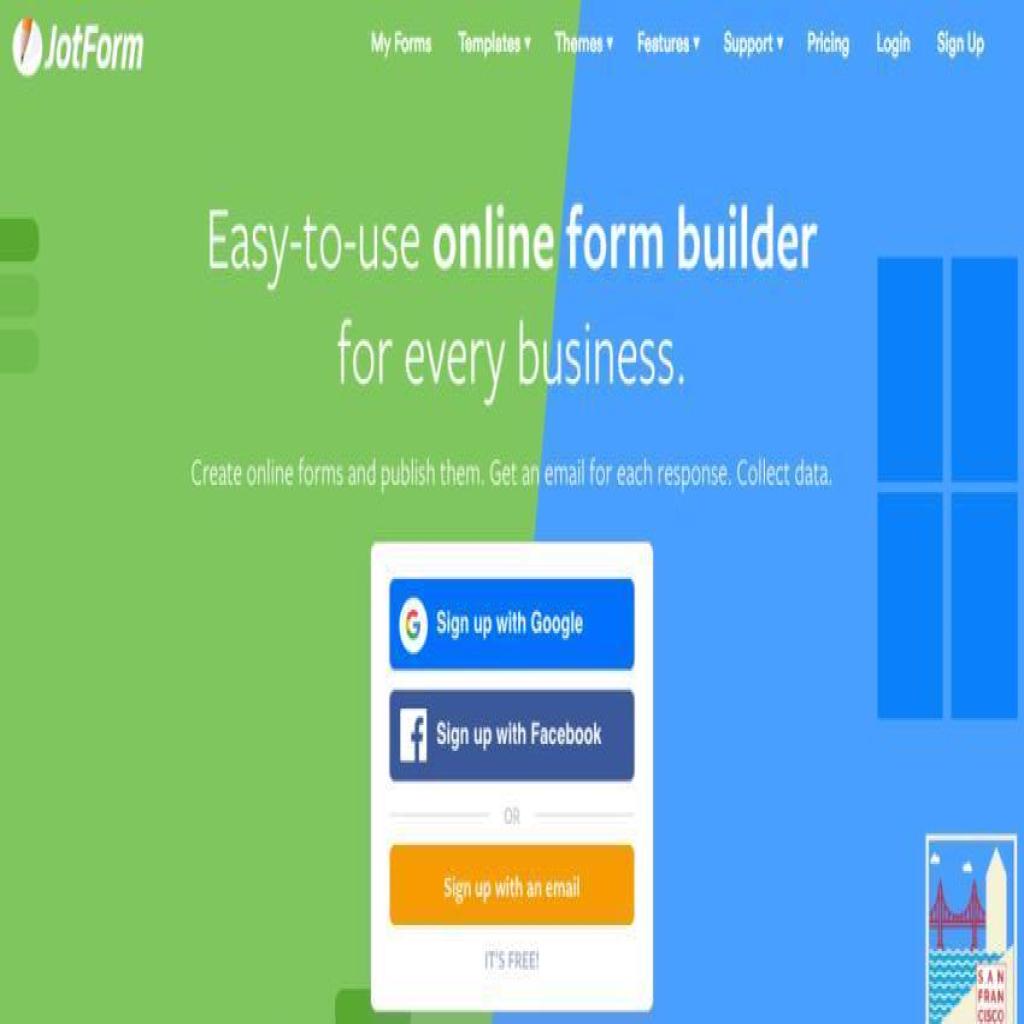 JotForm
My Forms Templates ▾ Themes ▾ Features ▾ Support ▾ Pricing Login Sign Up
Easy-to-use online form builder
for every business.
Create online forms and publish them. Get an email for each response. Collect data.
Sign up with Google
Sign up with Facebook
OR
Sign up with an email
IT'S FREE!
SAN
FRAN
CISCO